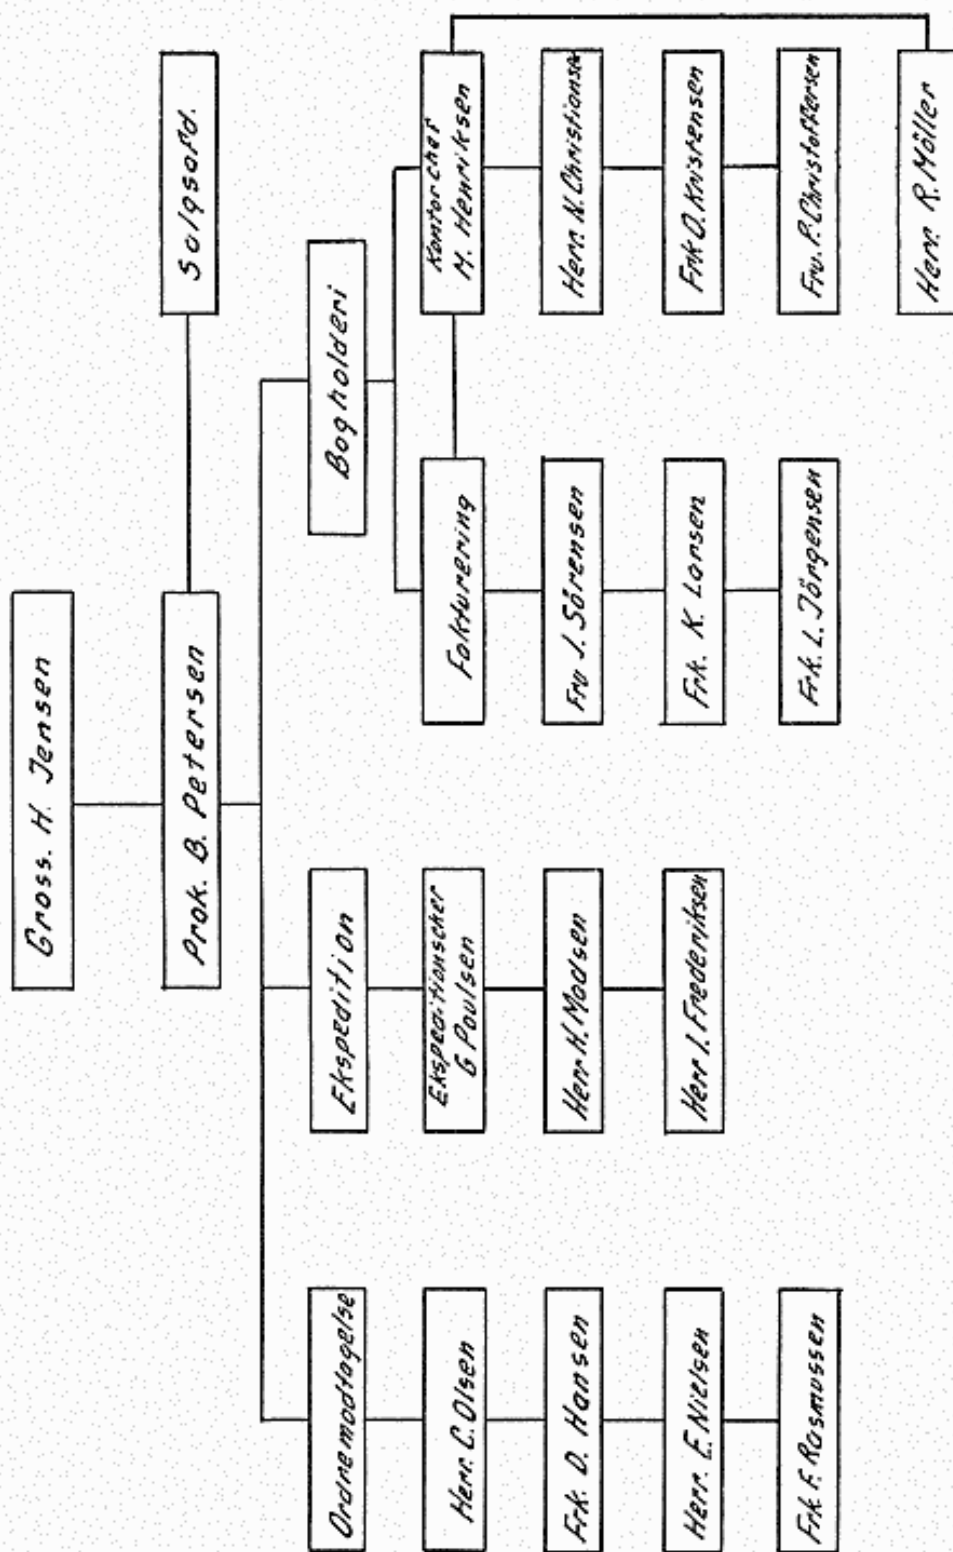 Gross. H. Jensen
Prok. B. Petersen
Salgsafd.
Ordremodtagelse
Ekspedition
Bogholderi
Herr. C. Olsen
Ekspeditionschef
G Poulsen
Fakturering
Kontorchef
M. Henriksen
Frk. D. Hansen
Herr H. Madsen
Fru J. Sörensen
Herr. N. Christiansen
Herr. E. Nielsen
Herr I. Frederiksen
Frk. K. Larsen
Frk O. Kristensen
Frk F. Rasmussen
Frk. L. Jörgensen
Fru. P. Christoffersen
Herr. R. Möller